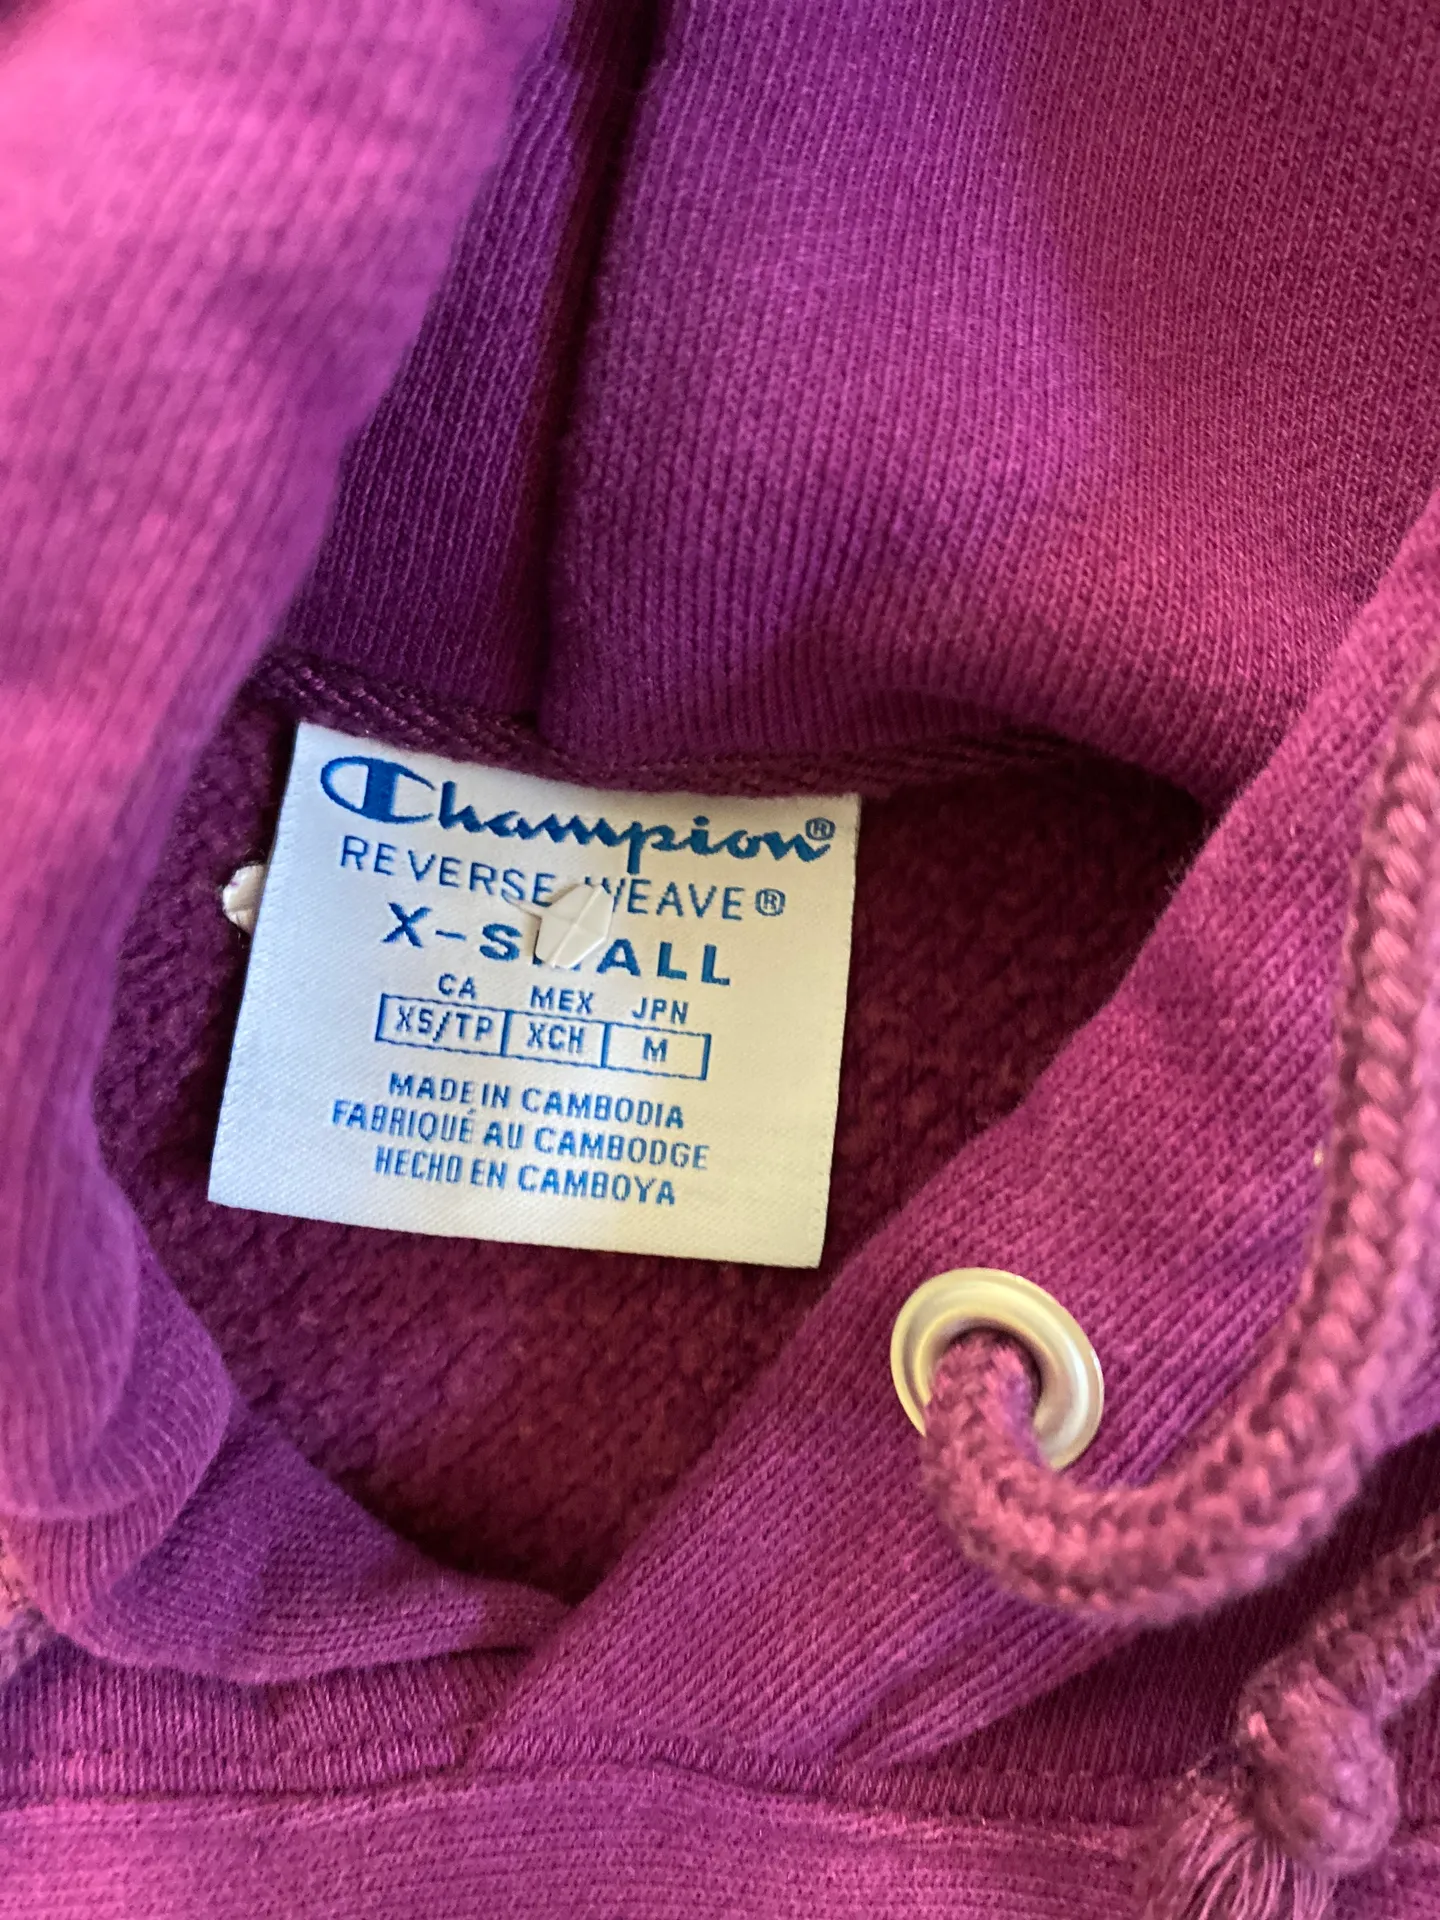 Champion®
REVERSE WEAVE®
X-SMALL
CA MEX JPN
XS/TP XCH M
MADE IN CAMBODIA
FABRIQUÉ AU CAMBODGE
HECHO EN CAMBOYA